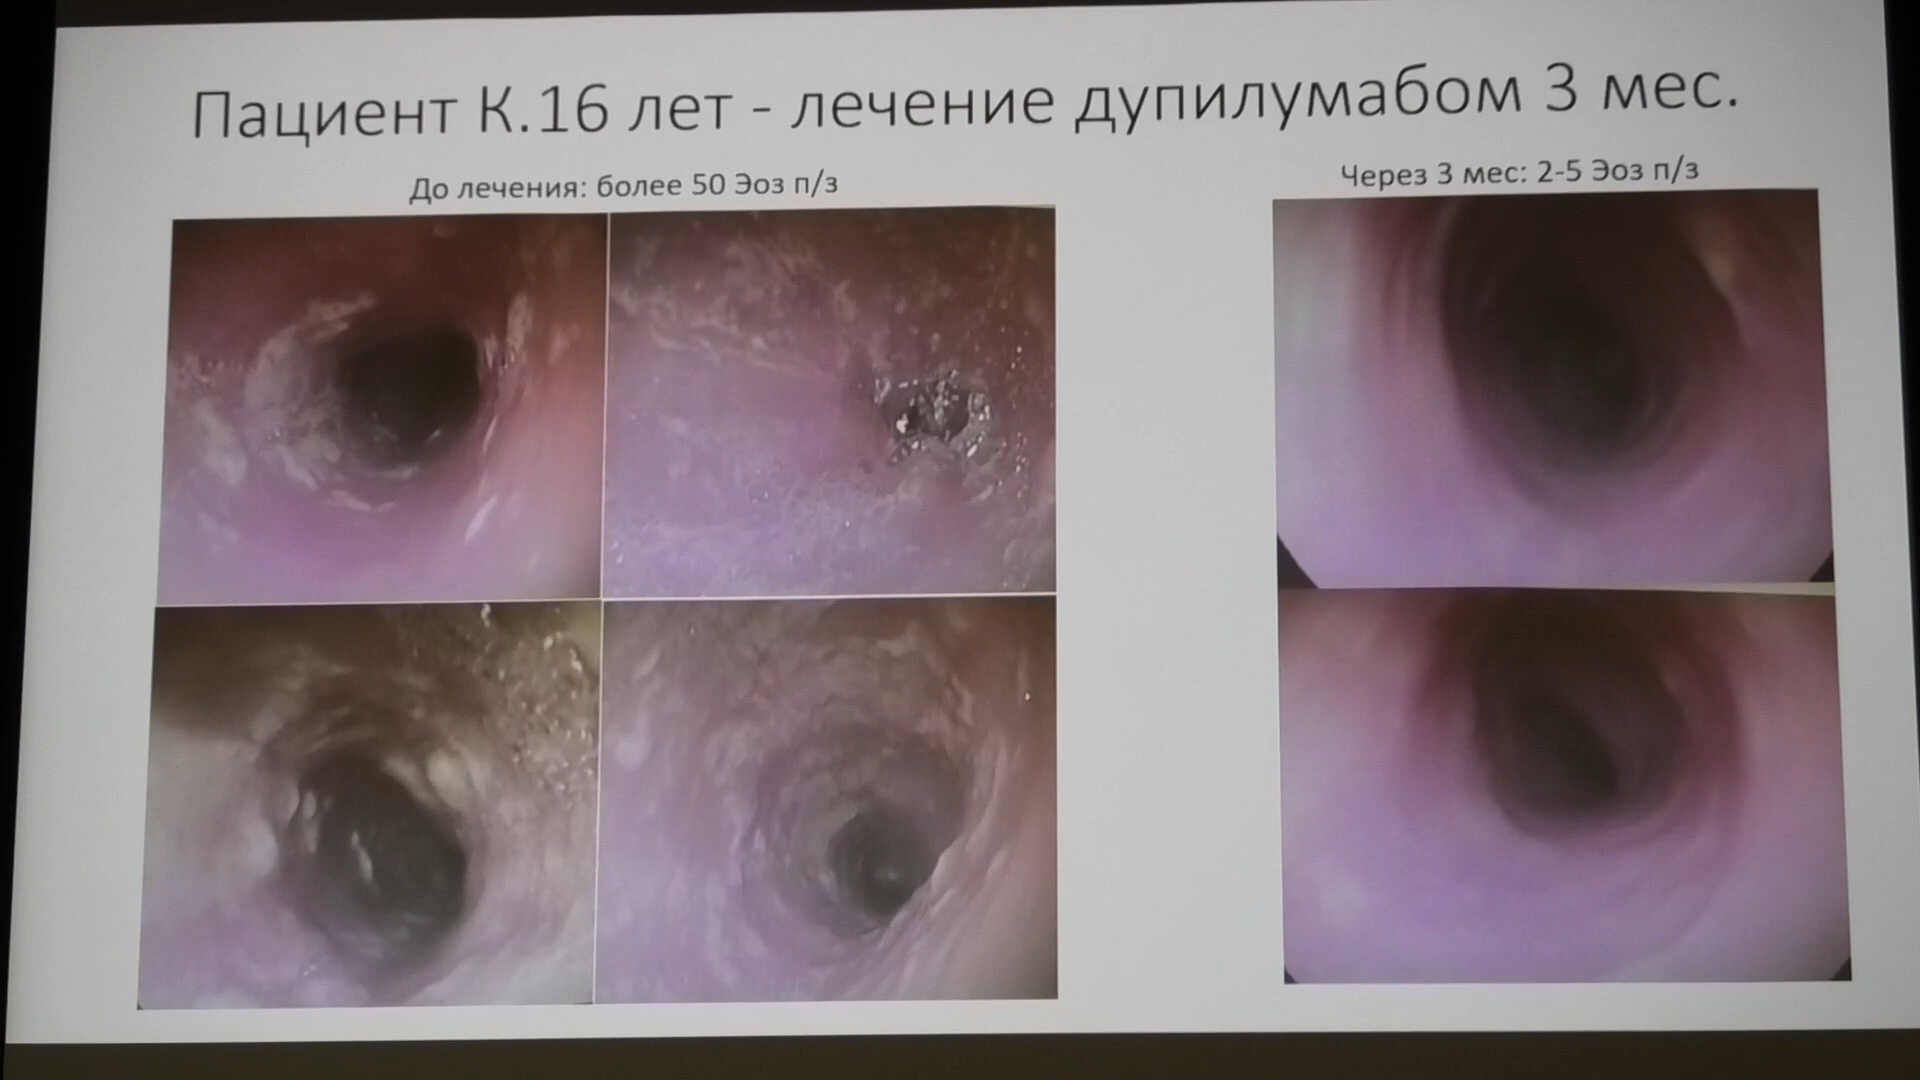 Пациент К.16 лет - лечение дупилумабом 3 мес.
До лечения: более 50 Эоз п/з
Через 3 мес: 2-5 Эоз п/з